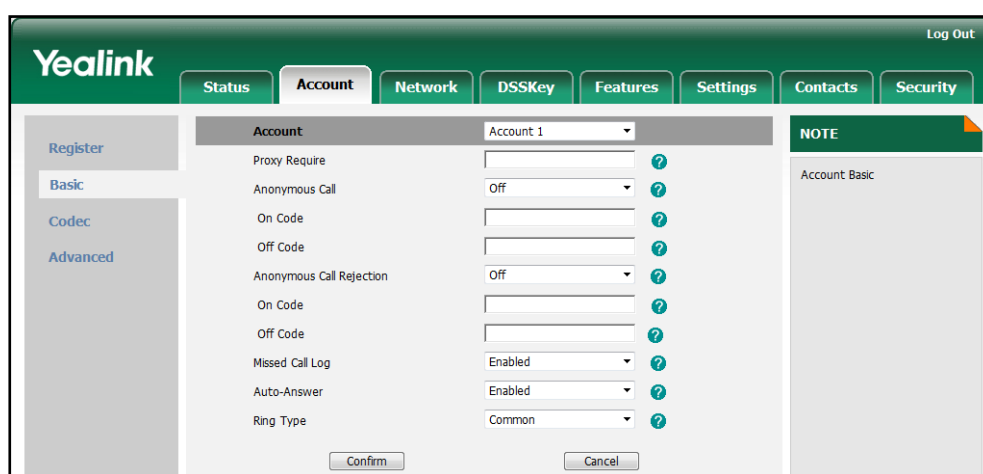 Log Out
Yealink
Status Account Network DSSKey Features Settings Contacts Security
Register
Basic
Codec
Advanced
Account Account 1
Proxy Require ?
Anonymous Call Off ?
On Code ?
Off Code ?
Anonymous Call Rejection Off ?
On Code ?
Off Code ?
Missed Call Log Enabled ?
Auto-Answer Enabled ?
Ring Type Common ?
Confirm Cancel
NOTE
Account Basic